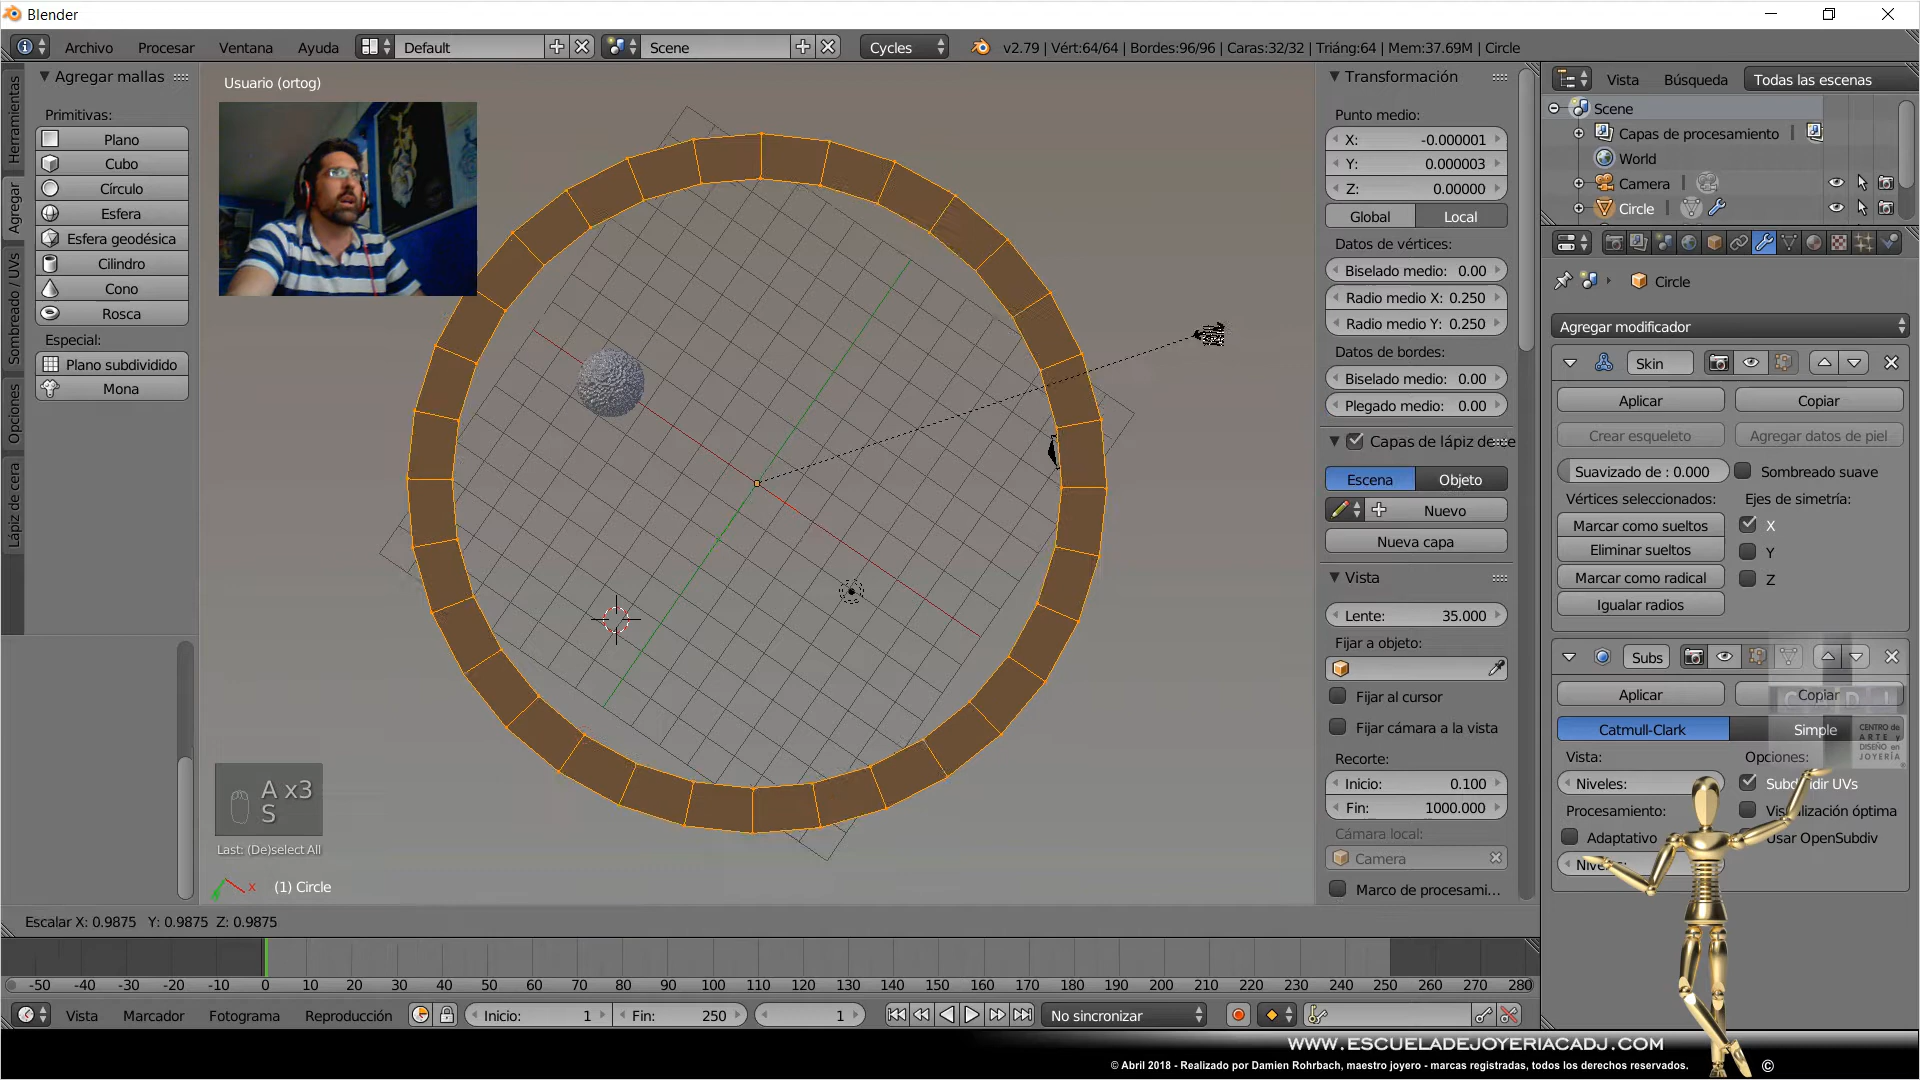 Blender
Archivo Procesar Ventana Ayuda Default Scene Cycles v2.79 | Vért:64/64 | Bordes:96/96 | Caras:32/32 | Triáng:64 | Mem:37.69M | Circle
Herramientas
Agregar
Sombreado / UVs
Opciones
Lápiz de cera
Agregar mallas
Primitivas:
Plano
Cubo
Círculo
Esfera
Esfera geodésica
Cilindro
Cono
Rosca
Especial:
Plano subdividido
Mona
Usuario (ortog)
A x3
S
Last: (De)select All
x
(1) Circle
Transformación
Punto medio:
X: -0.000001
Y: 0.000003
Z: 0.00000
Global Local
Datos de vértices:
Biselado medio: 0.00
Radio medio X: 0.250
Radio medio Y: 0.250
Datos de bordes:
Biselado medio: 0.00
Plegado medio: 0.00
Capas de lápiz de ce
Escena Objeto
Nuevo
Nueva capa
Vista
Lente: 35.000
Fijar a objeto:
Fijar al cursor
Fijar cámara a la vista
Recorte:
Inicio: 0.100
Fin: 1000.000
Cámara local:
Camera
Marco de procesami...
Vista Búsqueda Todas las escenas
Scene
Capas de procesamiento |
World
Camera |
Circle |
Circle
Agregar modificador
Skin
Aplicar Copiar
Crear esqueleto Agregar datos de piel
Suavizado de : 0.000 Sombreado suave
Vértices seleccionados: Ejes de simetría:
Marcar como sueltos X
Eliminar sueltos Y
Marcar como radical Z
Igualar radios
Subs
Aplicar Copiar
CADJ
Catmull-Clark Simple
CENTRO de
ARTE y
DISEÑO en
JOYERÍA
Vista: Opciones:
Niveles: Subdividir UVs
Procesamiento: Visualización óptima
Adaptativo Usar OpenSubdiv
Escalar X: 0.9875 Y: 0.9875 Z: 0.9875
-50 -40 -30 -20 -10 0 10 20 30 40 50 60 70 80 90 100 110 120 130 140 150 160 170 180 190 200 210 220 230 240 250 260 270 280
Vista Marcador Fotograma Reproducción Inicio: 1 Fin: 250 1 No sincronizar
WWW.ESCUELADEJOYERIACADJ.COM
© Abril 2018 - Realizado por Damien Rohrbach, maestro joyero - marcas registradas, todos los derechos reservados. ©